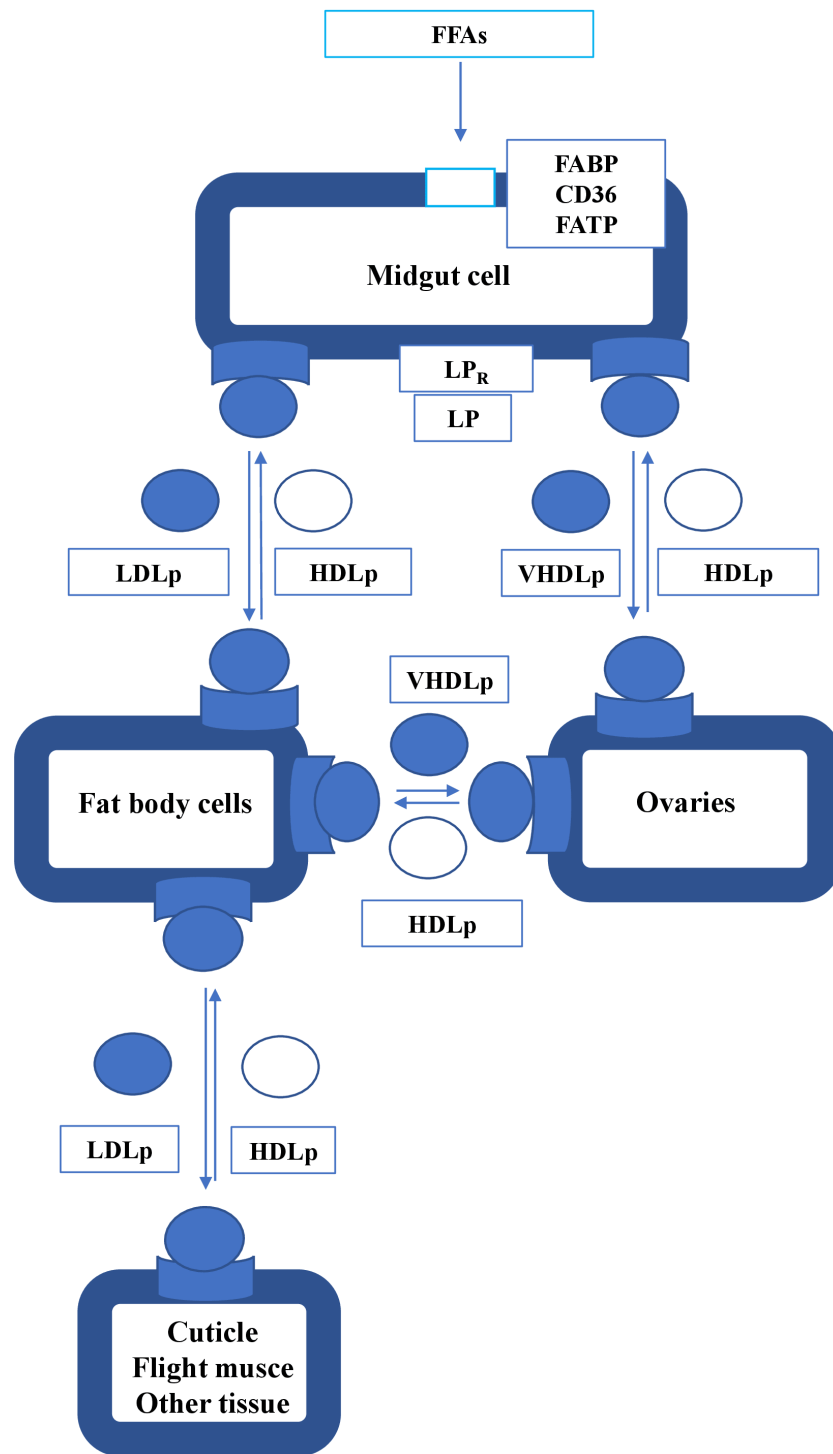 FFAs
FABP
CD36
FATP
Midgut cell
LP_R
LP
LDLp
HDLp
VHDLp
HDLp
VHDLp
Fat body cells
Ovaries
HDLp
LDLp
HDLp
Cuticle
Flight musce
Other tissue